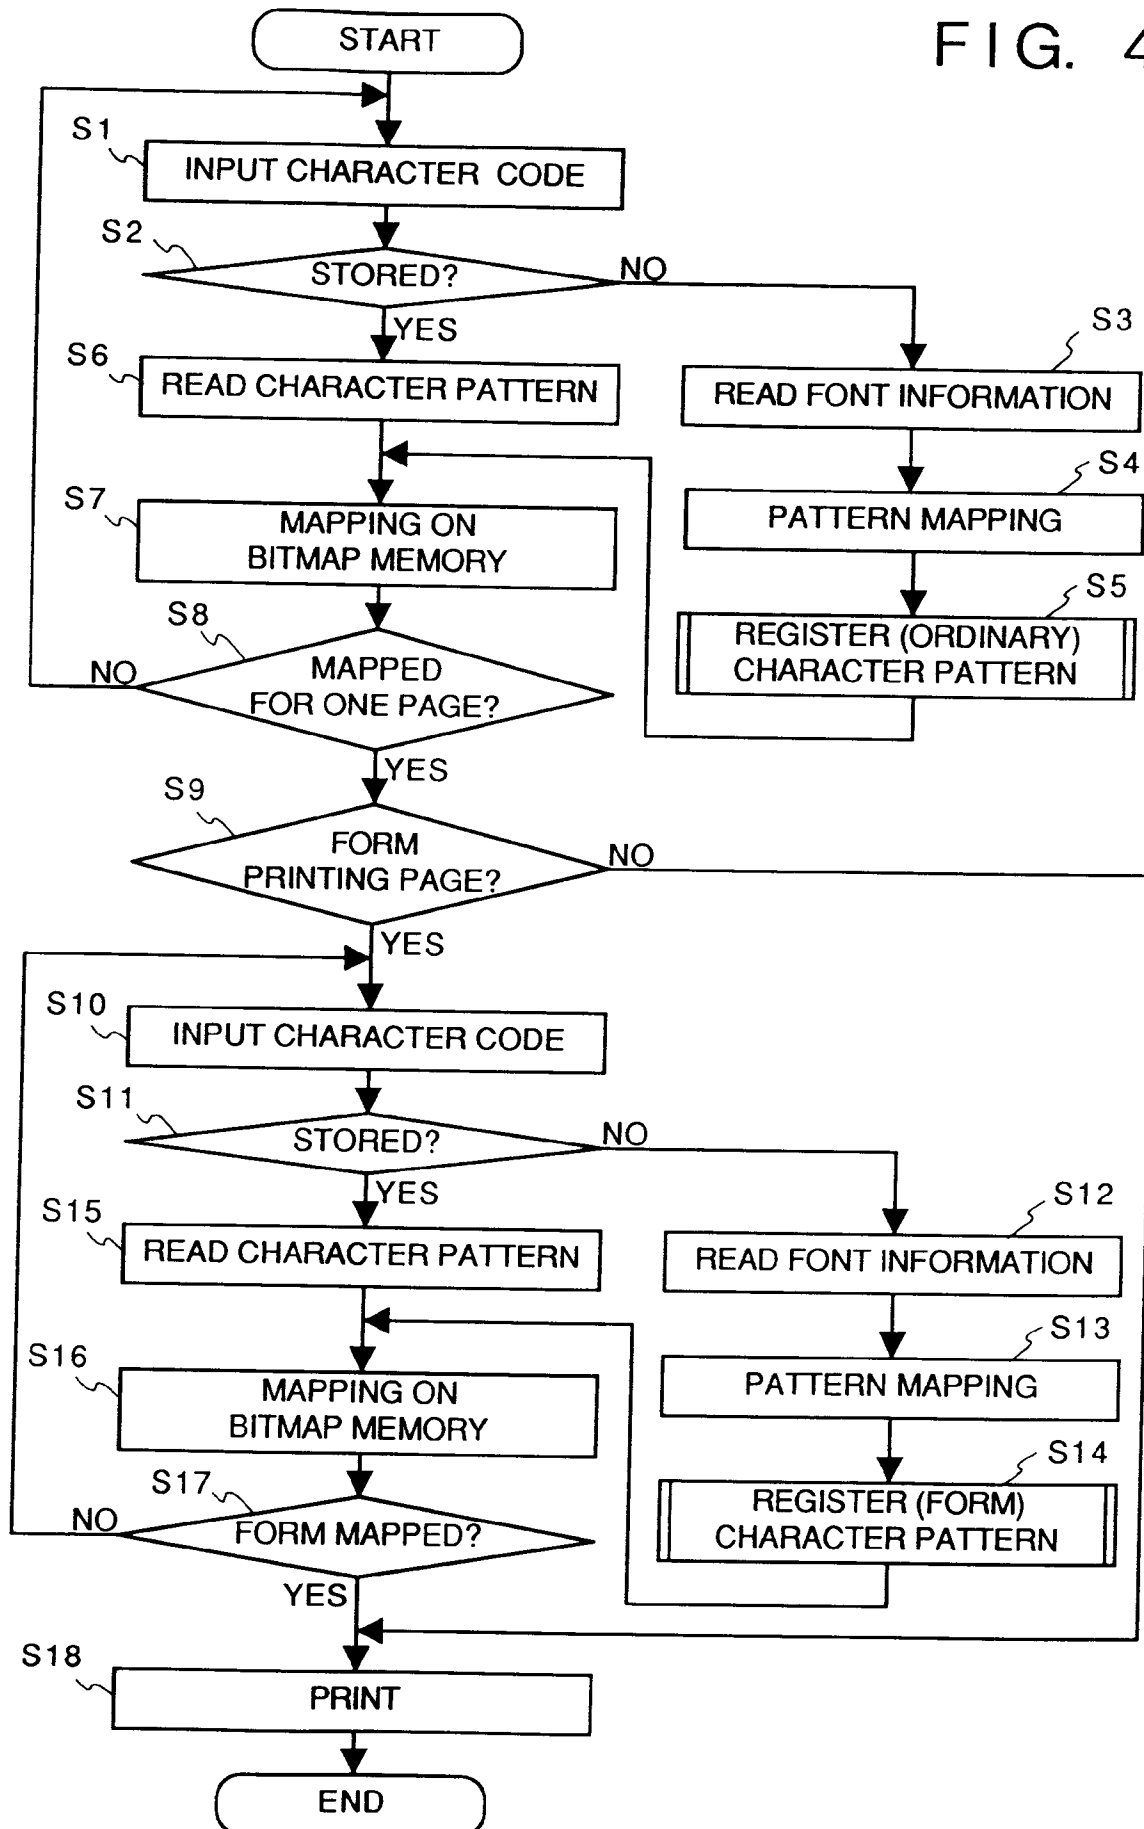 FIG. 4
START
S1
INPUT CHARACTER CODE
S2
STORED?
NO
YES
S3
READ FONT INFORMATION
S6
READ CHARACTER PATTERN
S4
PATTERN MAPPING
S7
MAPPING ON
BITMAP MEMORY
S5
REGISTER (ORDINARY)
CHARACTER PATTERN
S8
MAPPED
FOR ONE PAGE?
NO
YES
S9
FORM
PRINTING PAGE?
NO
YES
S10
INPUT CHARACTER CODE
S11
STORED?
NO
YES
S12
READ FONT INFORMATION
S15
READ CHARACTER PATTERN
S13
PATTERN MAPPING
S16
MAPPING ON
BITMAP MEMORY
S14
REGISTER (FORM)
CHARACTER PATTERN
S17
FORM MAPPED?
NO
YES
S18
PRINT
END